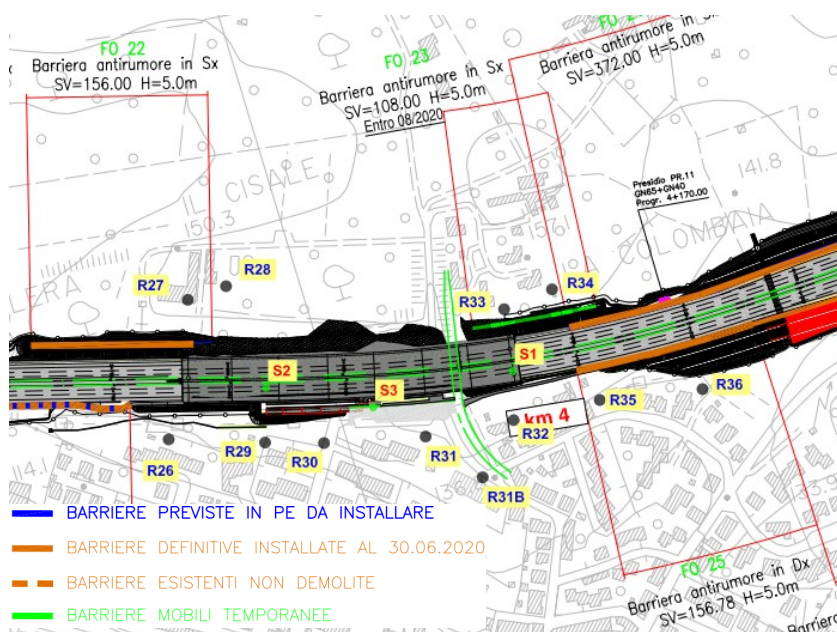 FO 22
Barriera antirumore in Sx
SV=156.00 H=5.0m
FO 23
Barriera antirumore in Sx
SV=108.00 H=5.0m
Entro 08/2020
Barriera antirumore in Sx
SV=372.00 H=5.0m
Presidio PR.11
GN65+GN40
Progr. 4+170.00
141.8
CISALE
150.3
COLOMBAIA
LERA
R27
R28
R33
R34
S2
S1
S3
R36
R35
km 4
R32
R26
R29
R30
R31
R31B
114.1
FO 25
Barriera antirumore in Dx
SV=156.78 H=5.0m
BARRIERE PREVISTE IN PE DA INSTALLARE
BARRIERE DEFINITIVE INSTALLATE AL 30.06.2020
BARRIERE ESISTENTI NON DEMOLITE
BARRIERE MOBILI TEMPORANEE